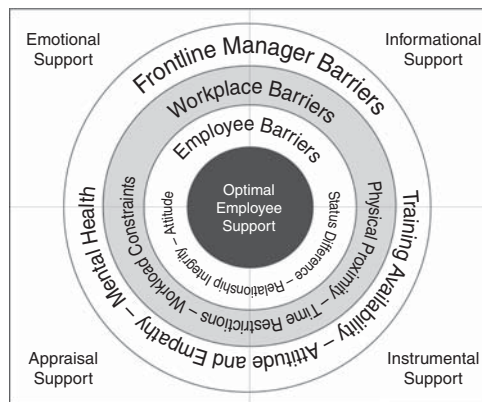 Emotional
Support
Informational
Support
Frontline Manager Barriers
Workplace Barriers
Employee Barriers
Optimal
Employee
Support
Status Difference – Relationship Integrity – Attitude
Physical Proximity – Time Restrictions – Workload Constraints
Training Availability – Attitude and Empathy – Mental Health
Appraisal
Support
Instrumental
Support